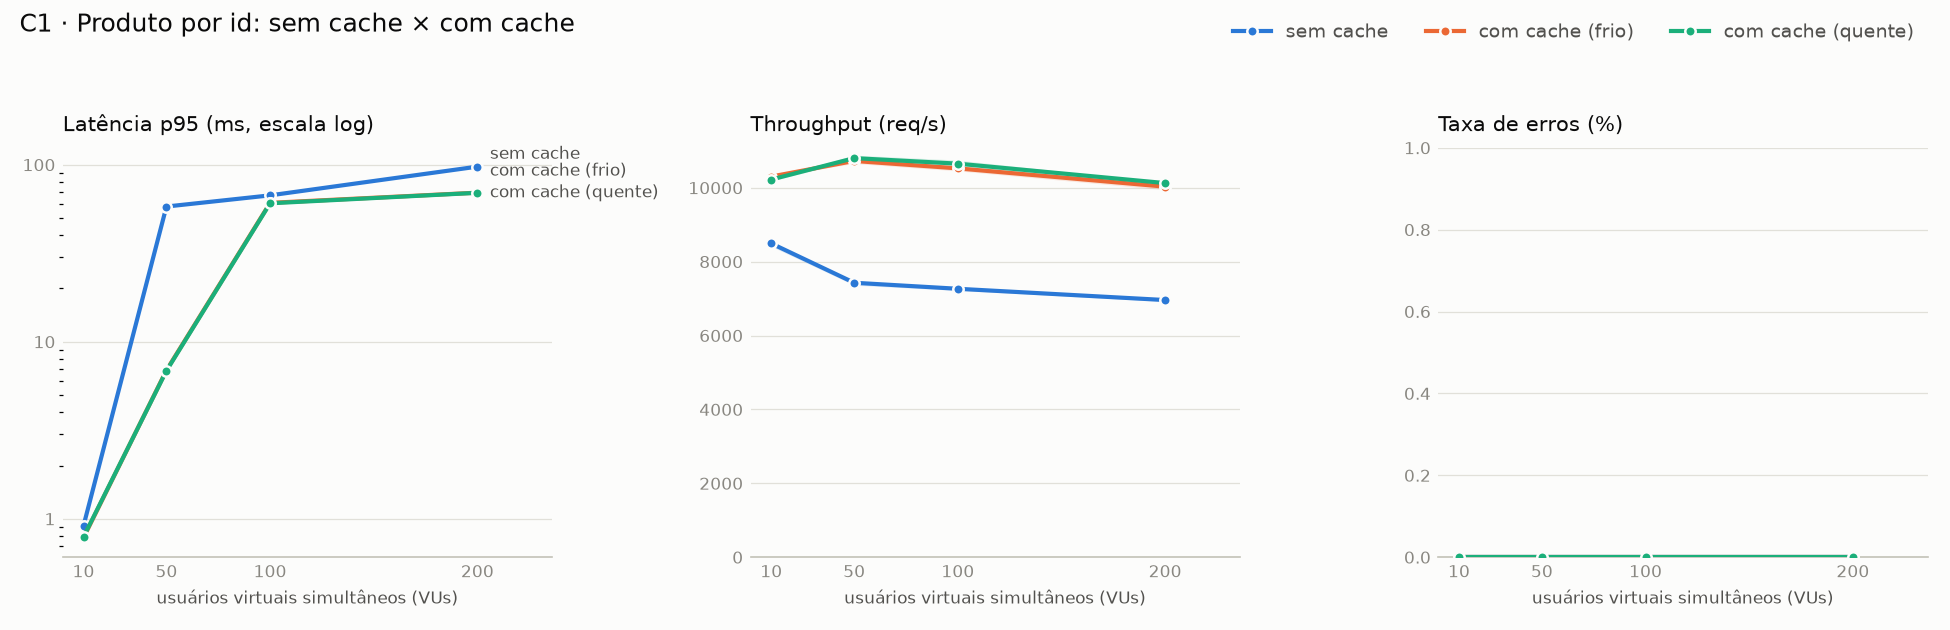 C1 · Produto por id: sem cache × com cache
sem cache
com cache (frio)
com cache (quente)
Latência p95 (ms, escala log)
100
10
1
sem cache
com cache (frio)
com cache (quente)
10 50 100 200
usuários virtuais simultâneos (VUs)
Throughput (req/s)
10000
8000
6000
4000
2000
0
10 50 100 200
usuários virtuais simultâneos (VUs)
Taxa de erros (%)
1.0
0.8
0.6
0.4
0.2
0.0
10 50 100 200
usuários virtuais simultâneos (VUs)